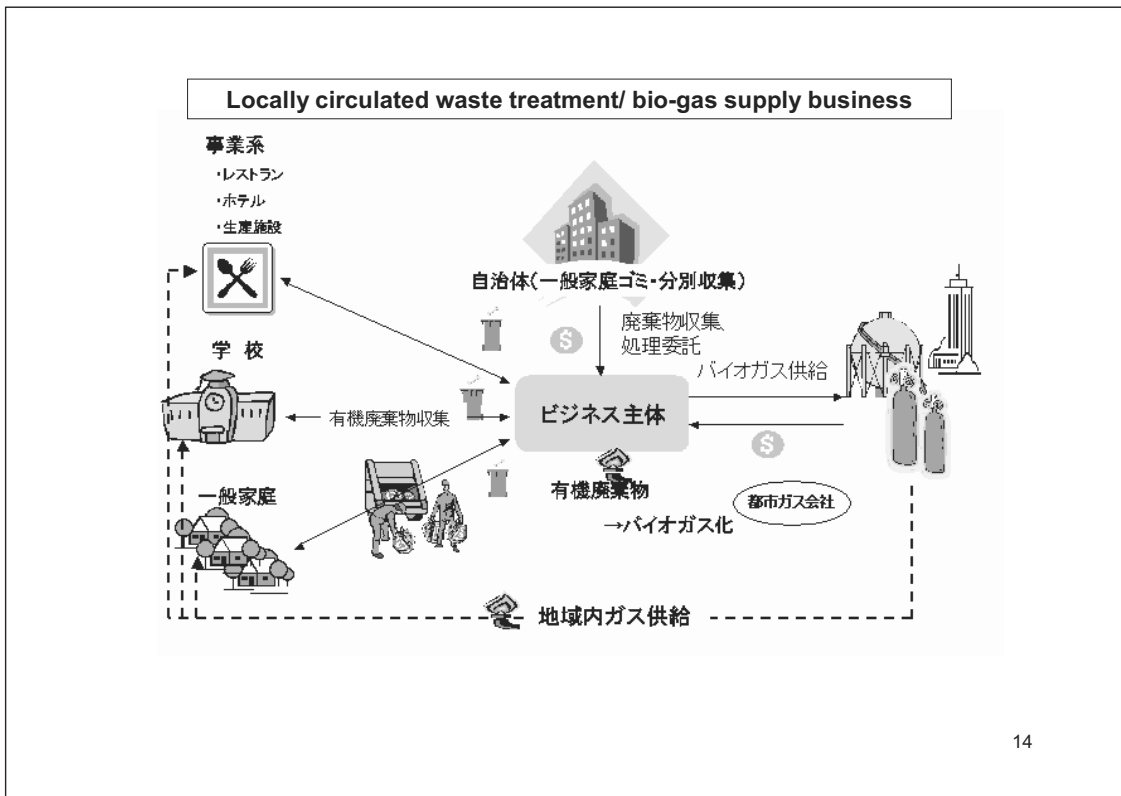 Locally circulated waste treatment/ bio-gas supply business
事業系
・レストラン
・ホテル
・生産施設
自治体(一般家庭ゴミ・分別収集)
廃棄物収集、
処理委託
バイオガス供給
学 校
有機廃棄物収集
ビジネス主体
$
$
有機廃棄物
→バイオガス化
都市ガス会社
一般家庭
地域内ガス供給
14